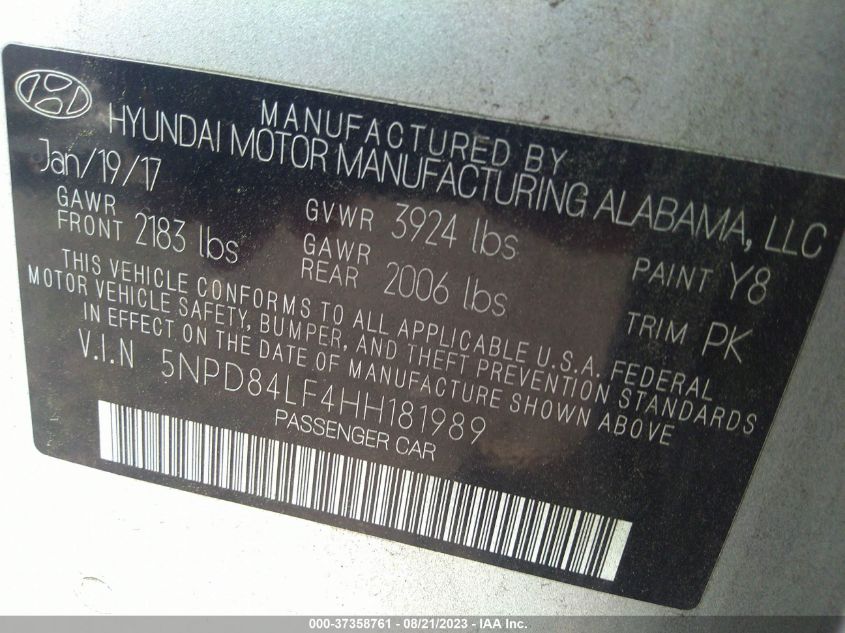 MANUFACTURED BY
HYUNDAI MOTOR MANUFACTURING ALABAMA, LLC
Jan/19/17
GAWR FRONT 2183 lbs
GVWR 3924 lbs
GAWR REAR 2006 lbs
PAINT Y8
TRIM PK
THIS VEHICLE CONFORMS TO ALL APPLICABLE U.S.A. FEDERAL
MOTOR VEHICLE SAFETY, BUMPER, AND THEFT PREVENTION STANDARDS
IN EFFECT ON THE DATE OF MANUFACTURE SHOWN ABOVE
V.I.N 5NPD84LF4HH181989
PASSENGER CAR
000-37358761 - 08/21/2023 - IAA Inc.